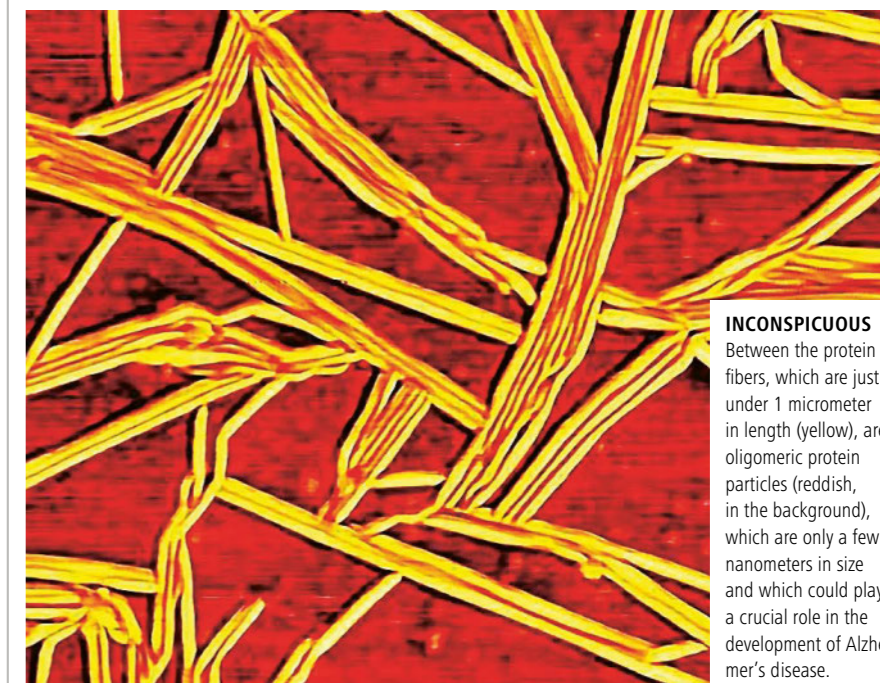 INCONSPICUOUS
Between the protein
fibers, which are just
under 1 micrometer
in length (yellow), are
oligomeric protein
particles (reddish,
in the background),
which are only a few
nanometers in size
and which could play
a crucial role in the
development of Alzhei
mer's disease.